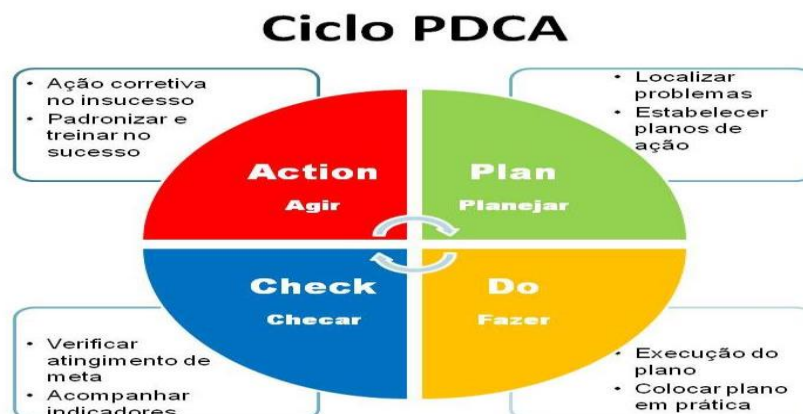 Ciclo PDCA
• Ação corretiva
no insucesso
• Padronizar e
treinar no
sucesso
• Localizar
problemas
• Estabelecer
planos de
ação
Action
Agir
Plan
Planejar
Check
Checar
Do
Fazer
• Verificar
atingimento de
meta
• Acompanhar
indicadores
• Execução do
plano
• Colocar plano
em prática